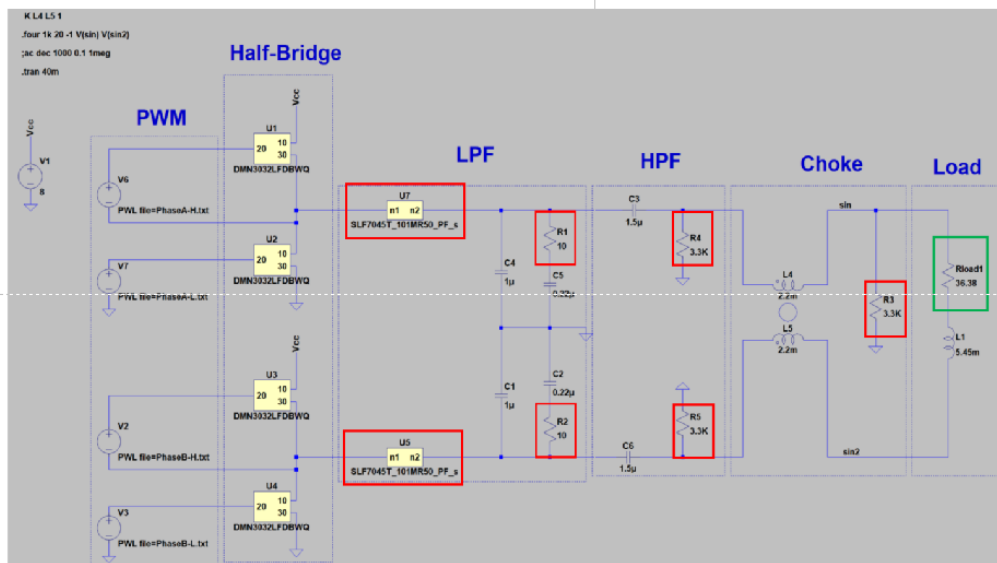 K L4 L5 1
.four 1k 20 -1 V(sin) V(sin2)
;ac dec 1000 0.1 1meg
.tran 40m
Vcc
V1
8
PWM
V6
PWL file=PhaseA-H.txt
V7
PWL file=PhaseA-L.txt
V2
PWL file=PhaseB-H.txt
V3
PWL file=PhaseB-L.txt
Half-Bridge
Vcc
U1
20 10
30
DMN3032LFDBWQ
U2
20 10
30
DMN3032LFDBWQ
Vcc
U3
20 10
30
DMN3032LFDBWQ
U4
20 10
30
DMN3032LFDBWQ
LPF
U7
n1 n2
SLF7045T_101MR50_PF_s
R1
10
C4
1µ
C5
0.22µ
C2
0.22µ
C1
1µ
R2
10
U5
n1 n2
SLF7045T_101MR50_PF_s
HPF
C3
1.5µ
R4
3.3K
R5
3.3K
C6
1.5µ
Choke
sin
L4
2.2m
L5
2.2m
R3
3.3K
sin2
Load
Rload1
36.38
L1
5.45m